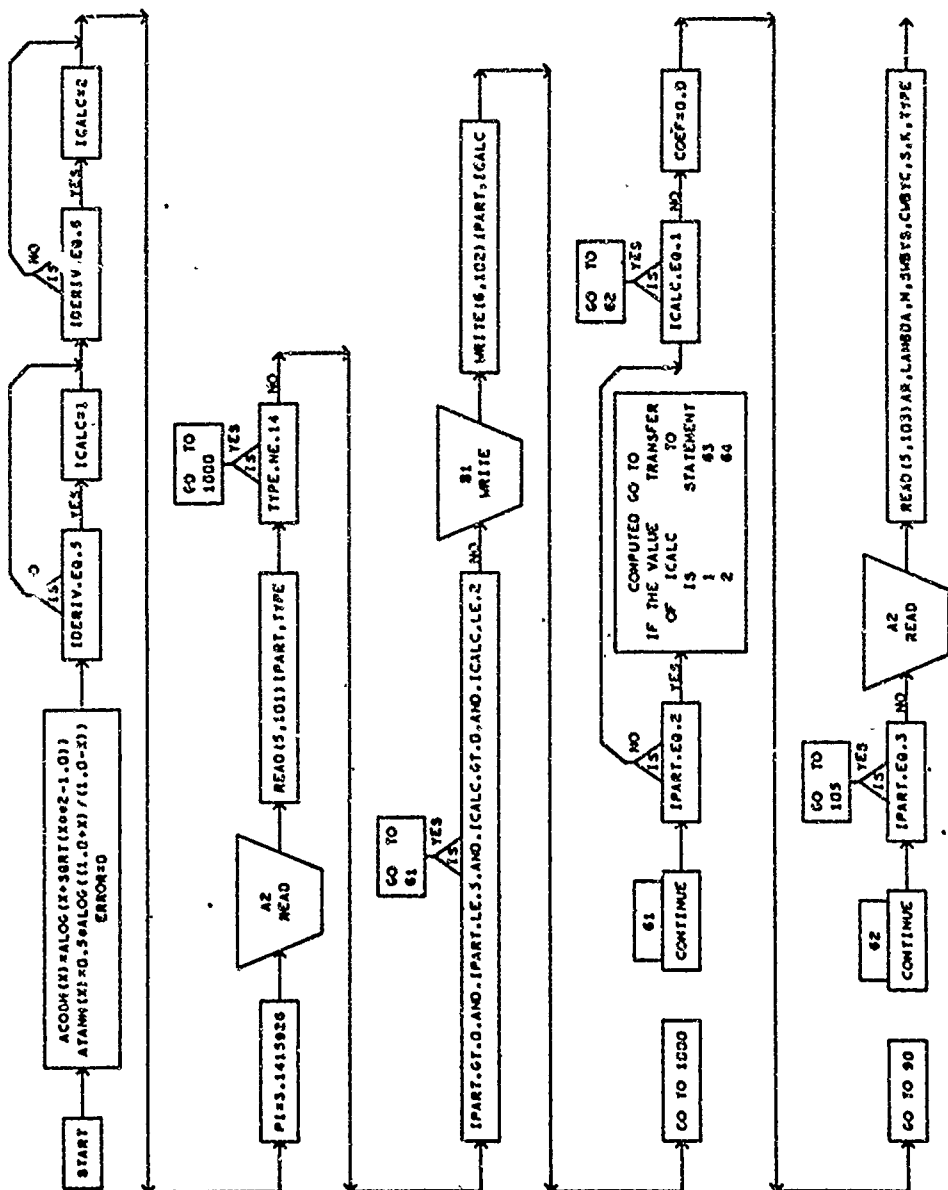 START
ACOSH(X)=ALOG(X+SQRT(X**2-1.0))
ATANH(X)=0.5*ALOG((1.0+X)/(1.0-X))
ERROR=0
IS
IDERIV.EQ.5
YES
ICALC=1
NO
IS
IDERIV.EQ.6
YES
ICALC=2
PI=3.1415926
A2
READ
READ(5,101)IPART,TYPE
GO TO
1000
YES
IS
TYPE.NE.14
NO
GO TO
61
YES
IS
IPART.GT.0.AND.IPART.LE.5.AND.ICALC.GT.0.AND.ICALC.LE.2
NO
B1
WRITE
WRITE(6,102)IPART,ICALC
GO TO 1000
61
CONTINUE
NO
IS
IPART.EQ.2
YES
COMPUTED GO TO
IF THE VALUE TRANSFER
OF ICALC TO
IS STATEMENT
1 63
2 64
GO TO
62
YES
IS
ICALC.EQ.1
NO
COEF=0.0
GO TO 90
62
CONTINUE
GO TO
105
YES
IS
IPART.EQ.3
NO
A2
READ
READ(5,103)AR,LAMBDA,M,SWBYS,CWBYC,S,K,TYPE